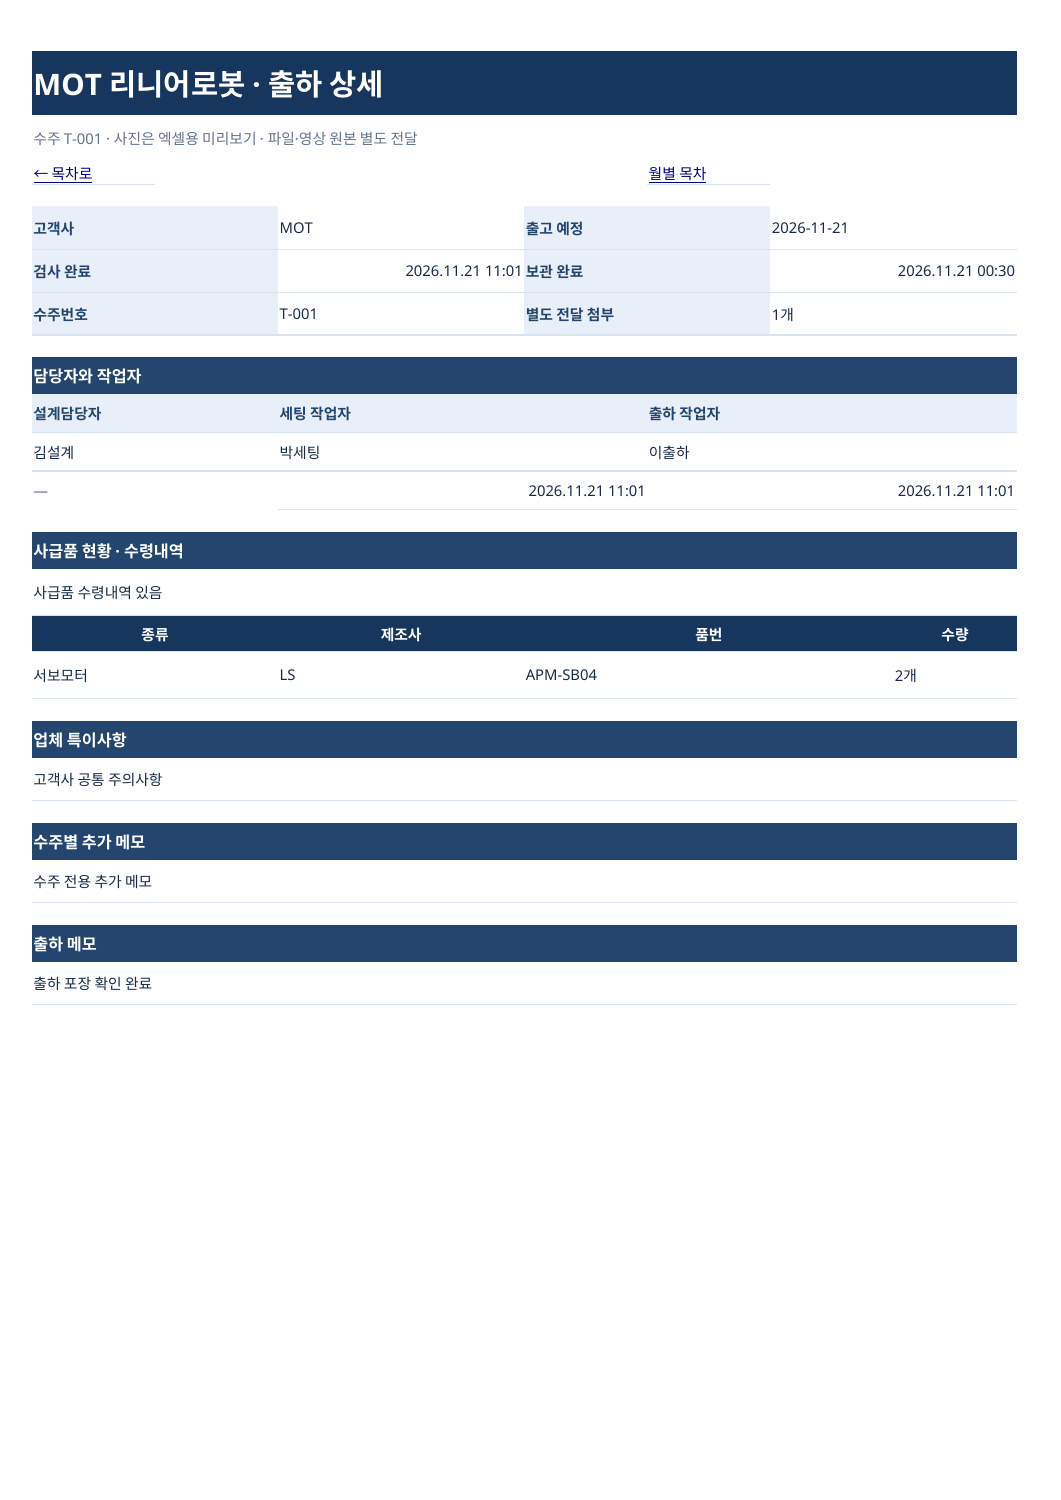 MOT 리니어로봇 · 출하 상세
수주 T-001 · 사진은 엑셀용 미리보기 · 파일·영상 원본 별도 전달
← 목차로 월별 목차
고객사 MOT 출고 예정 2026-11-21
검사 완료 2026.11.21 11:01 보관 완료 2026.11.21 00:30
수주번호 T-001 별도 전달 첨부 1개
담당자와 작업자
설계담당자 세팅 작업자 출하 작업자
김설계 박세팅 이출하
— 2026.11.21 11:01 2026.11.21 11:01
사급품 현황 · 수령내역
사급품 수령내역 있음
종류 제조사 품번 수량
서보모터 LS APM-SB04 2개
업체 특이사항
고객사 공통 주의사항
수주별 추가 메모
수주 전용 추가 메모
출하 메모
출하 포장 확인 완료